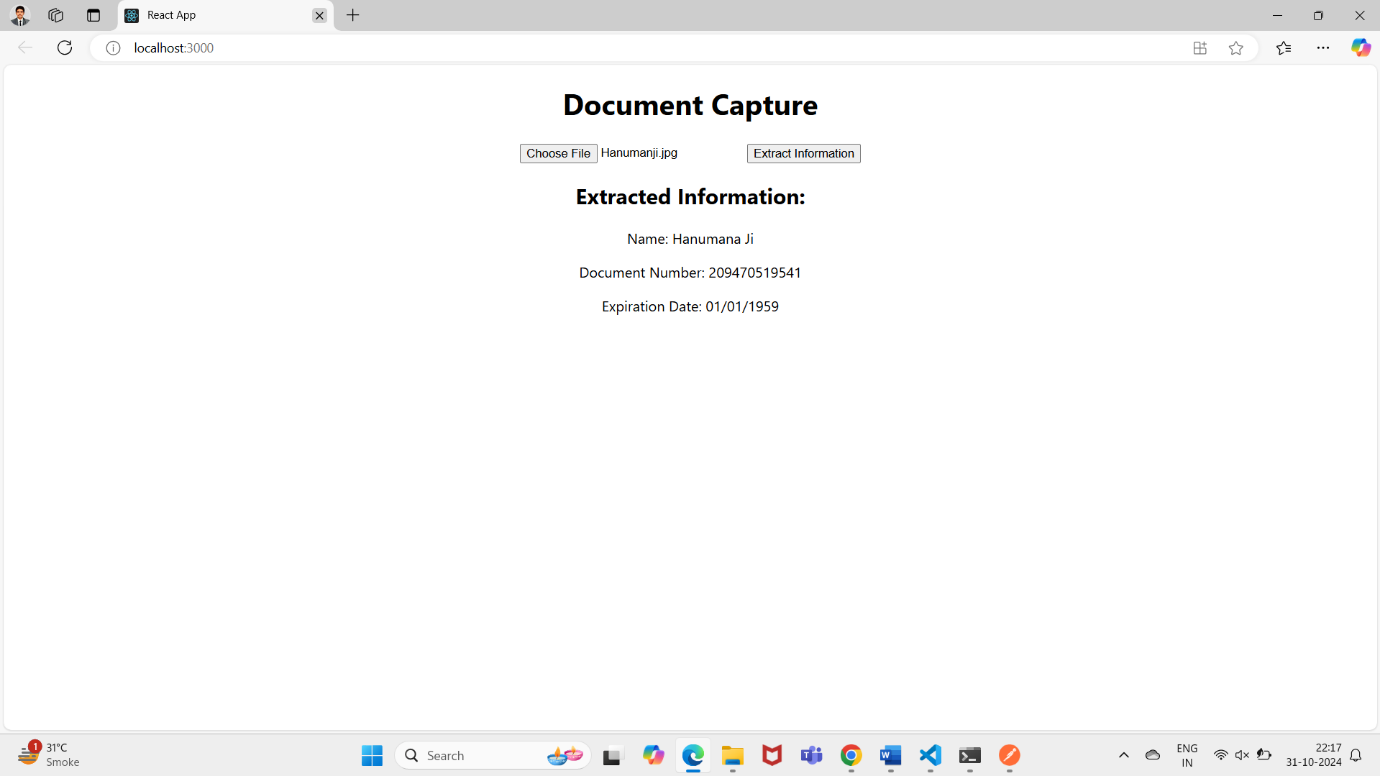 React App
localhost:3000
Document Capture
Choose File Hanumanji.jpg Extract Information
Extracted Information:
Name: Hanumana Ji
Document Number: 209470519541
Expiration Date: 01/01/1959
1
31°C
Smoke
Search
ENG
IN
22:17
31-10-2024